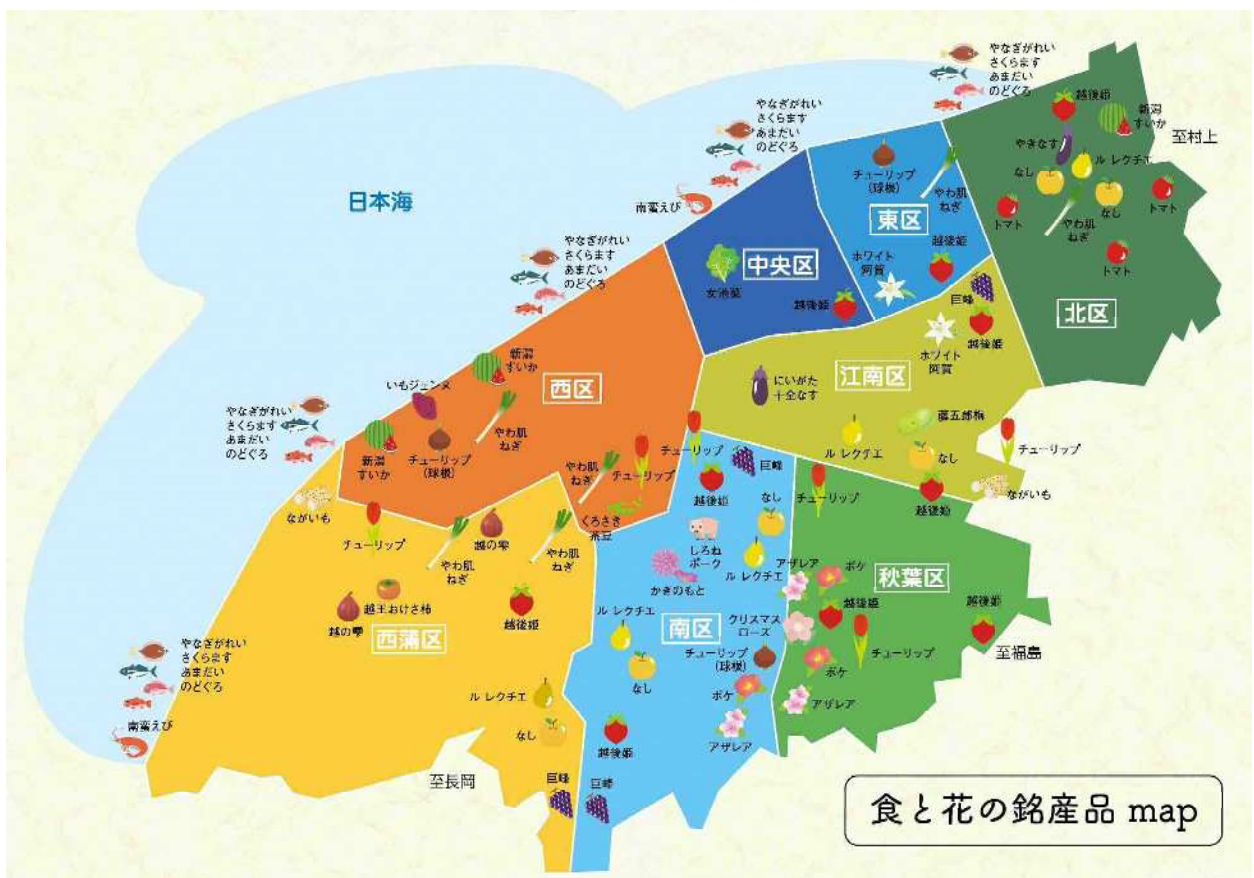 やなぎがれい
さくらます
あまだい
のどぐろ
越後姫
新潟
すいか
至村上
やきなす
ル レクチエ
なし
なし
やわ肌
ねぎ
トマト
トマト
トマト
北区
やなぎがれい
さくらます
あまだい
のどぐろ
南蛮えび
チューリップ
(球根)
やわ肌
ねぎ
東区
越後姫
ホワイト
阿賀
日本海
中央区
女池菜
越後姫
やなぎがれい
さくらます
あまだい
のどぐろ
巨峰
越後姫
ホワイト
阿賀
江南区
にいがた
十全なす
藤五郎梅
ル レクチエ
なし
チューリップ
ながいも
越後姫
新潟
すいか
いもジェンヌ
西区
やわ肌
ねぎ
新潟
すいか
チューリップ
(球根)
やわ肌
ねぎ
チューリップ
くろさき
茶豆
やなぎがれい
さくらます
あまだい
のどぐろ
ながいも
チューリップ
やわ肌
ねぎ
越の雫
やわ肌
ねぎ
越王おけさ柿
越の雫
越後姫
西蒲区
ル レクチエ
なし
巨峰
至長岡
やなぎがれい
さくらます
あまだい
のどぐろ
南蛮えび
チューリップ
巨峰
越後姫
なし
しろね
ポーク
ル レクチエ
かきのもと
ル レクチエ
南区
なし
クリスマス
ローズ
チューリップ
(球根)
ボケ
アザレア
越後姫
巨峰
チューリップ
アザレア
ボケ
秋葉区
越後姫
越後姫
チューリップ
ボケ
アザレア
至福島
食と花の銘産品 map